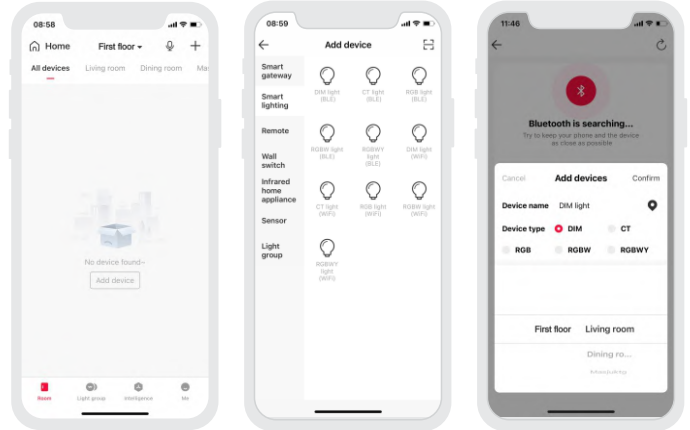 08:58
Home
First floor
All devices Living room Dining room Ma
No device found~
Add device
Room Light group Intelligence Me
08:59
Add device
Smart
gateway
Smart
lighting
Remote
Wall
switch
Infrared
home
appliance
Sensor
Light
group
DIM light
(BLE)
CT light
(BLE)
RGB light
(BLE)
RGBW light
(BLE)
RGBWY
light
(BLE)
DIM light
(WiFi)
CT light
(WiFi)
RGB light
(WiFi)
RGBW light
(WiFi)
RGBWY
light
(WiFi)
11:46
Bluetooth is searching...
Try to keep your phone and the device
as close as possible
Cancel Add devices Confirm
Device name DIM light
Device type DIM CT
RGB RGBW RGBWY
First floor Living room
Dining ro...